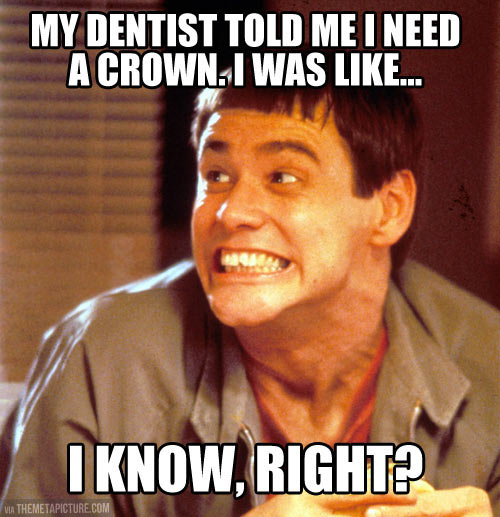 MY DENTIST TOLD ME I NEED
A CROWN. I WAS LIKE...
I KNOW, RIGHT?
VIA THEMETAPICTURE.COM